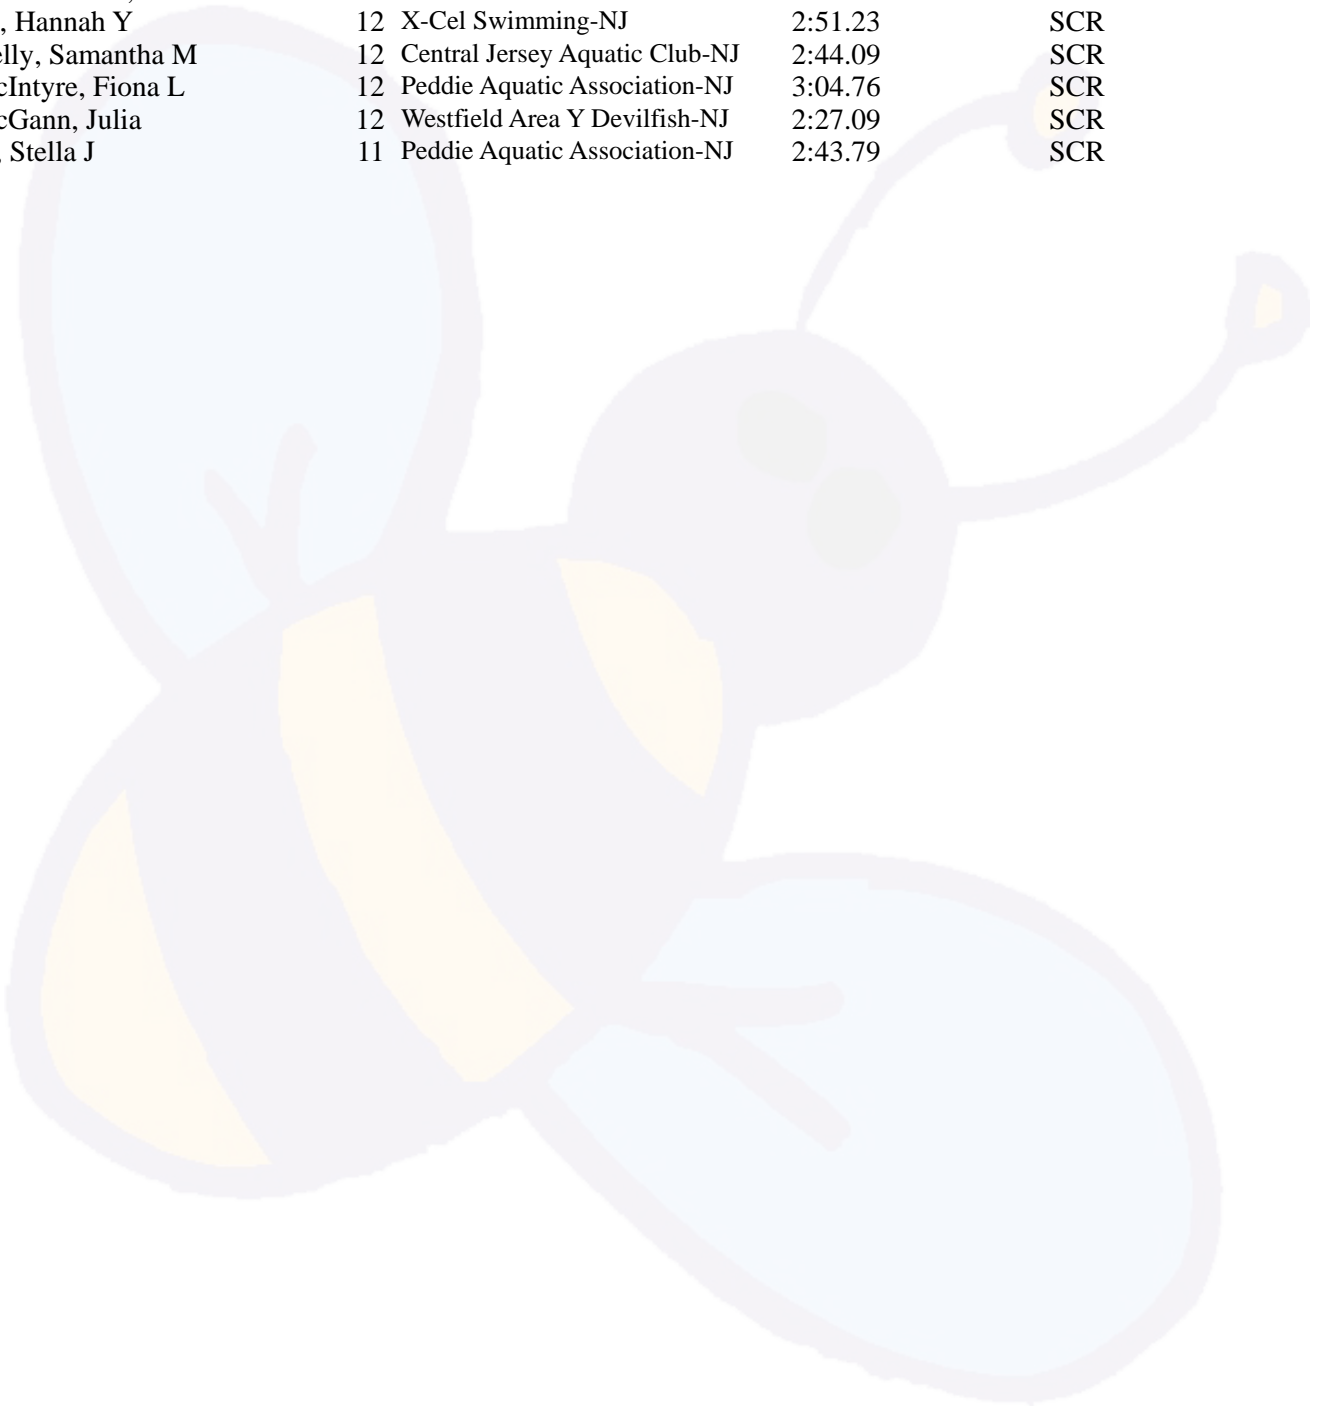 , Hannah Y 12 X-Cel Swimming-NJ 2:51.23 SCR
elly, Samantha M 12 Central Jersey Aquatic Club-NJ 2:44.09 SCR
cIntyre, Fiona L 12 Peddie Aquatic Association-NJ 3:04.76 SCR
cGann, Julia 12 Westfield Area Y Devilfish-NJ 2:27.09 SCR
, Stella J 11 Peddie Aquatic Association-NJ 2:43.79 SCR